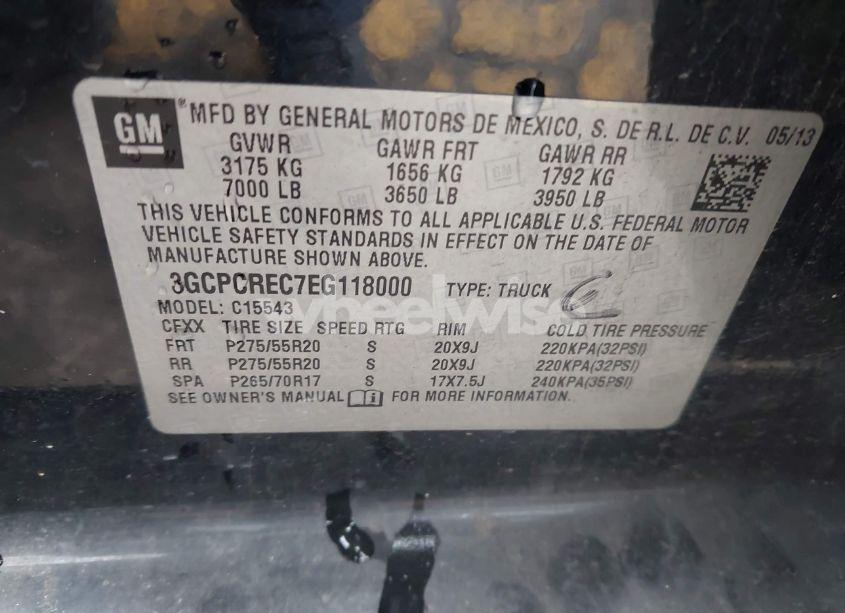 GM
® MFD BY GENERAL MOTORS DE MEXICO, S. DE R.L. DE C.V. 05/13
GVWR GAWR FRT GAWR RR
3175 KG 1656 KG 1792 KG
7000 LB 3650 LB 3950 LB
THIS VEHICLE CONFORMS TO ALL APPLICABLE U.S. FEDERAL MOTOR
VEHICLE SAFETY STANDARDS IN EFFECT ON THE DATE OF
MANUFACTURE SHOWN ABOVE.
3GCPCREC7EG118000 TYPE: TRUCK
MODEL: C15543
CFXX TIRE SIZE SPEED RTG RIM COLD TIRE PRESSURE
FRT P275/55R20 S 20X9J 220KPA(32PSI)
RR P275/55R20 S 20X9J 220KPA(32PSI)
SPA P265/70R17 S 17X7.5J 240KPA(35PSI)
SEE OWNER'S MANUAL FOR MORE INFORMATION.
wheelwise